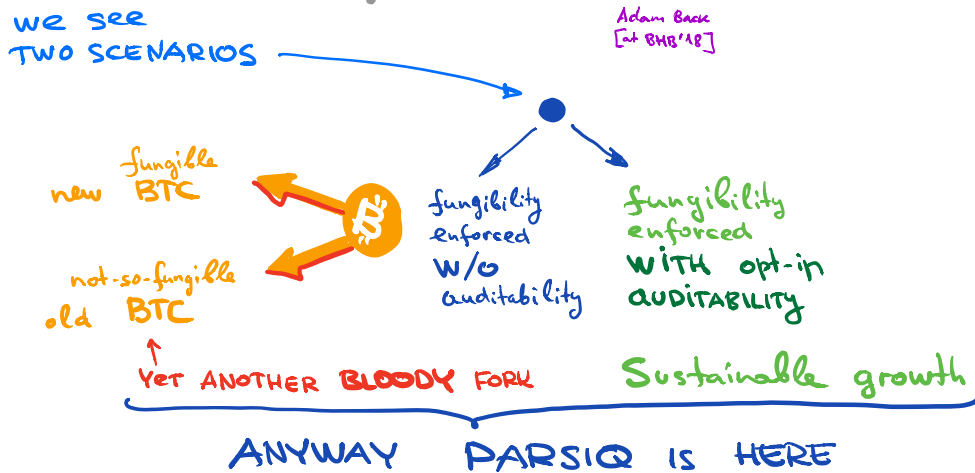 we see
TWO SCENARIOS
Adam Back
[at BHB'18]
fungible
new BTC
not-so-fungible
old BTC
fungibility
enforced
W/O
auditability
fungibility
enforced
WITH opt-in
AUDITABILITY
Yet ANOTHER BLOODY FORK
Sustainable growth
ANYWAY PARSIQ IS HERE